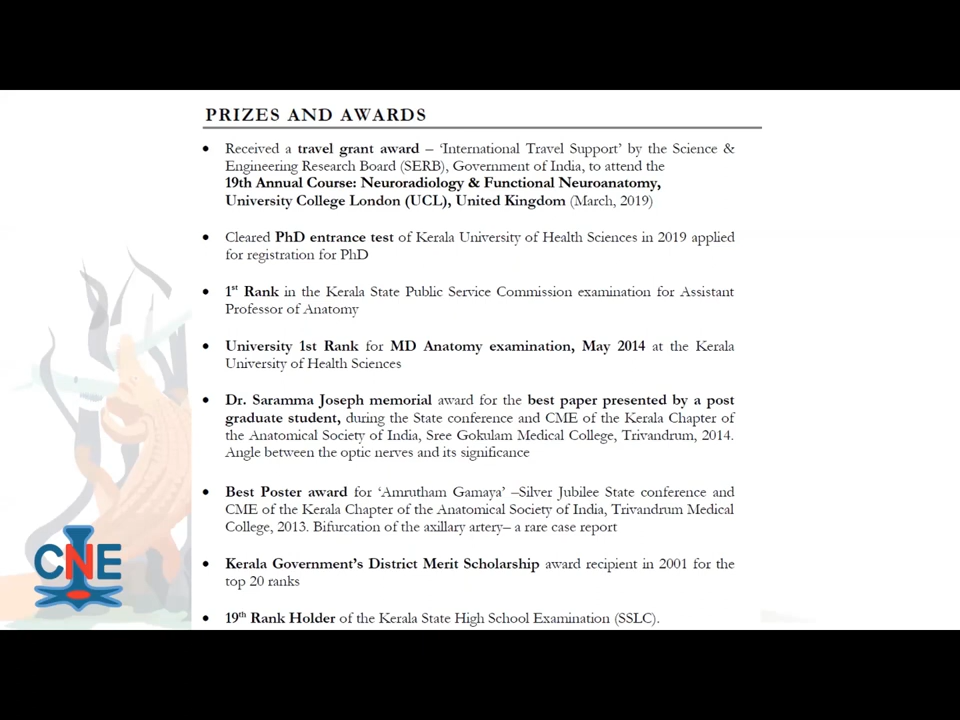 PRIZES AND AWARDS
• Received a travel grant award – ‘International Travel Support’ by the Science &
Engineering Research Board (SERB), Government of India, to attend the
19th Annual Course: Neuroradiology & Functional Neuroanatomy,
University College London (UCL), United Kingdom (March, 2019)
• Cleared PhD entrance test of Kerala University of Health Sciences in 2019 applied
for registration for PhD
• 1st Rank in the Kerala State Public Service Commission examination for Assistant
Professor of Anatomy
• University 1st Rank for MD Anatomy examination, May 2014 at the Kerala
University of Health Sciences
• Dr. Saramma Joseph memorial award for the best paper presented by a post
graduate student, during the State conference and CME of the Kerala Chapter of
the Anatomical Society of India, Sree Gokulam Medical College, Trivandrum, 2014.
Angle between the optic nerves and its significance
• Best Poster award for ‘Amrutham Gamaya’ –Silver Jubilee State conference and
CME of the Kerala Chapter of the Anatomical Society of India, Trivandrum Medical
College, 2013. Bifurcation of the axillary artery– a rare case report
• Kerala Government’s District Merit Scholarship award recipient in 2001 for the
top 20 ranks
• 19th Rank Holder of the Kerala State High School Examination (SSLC).
CNE